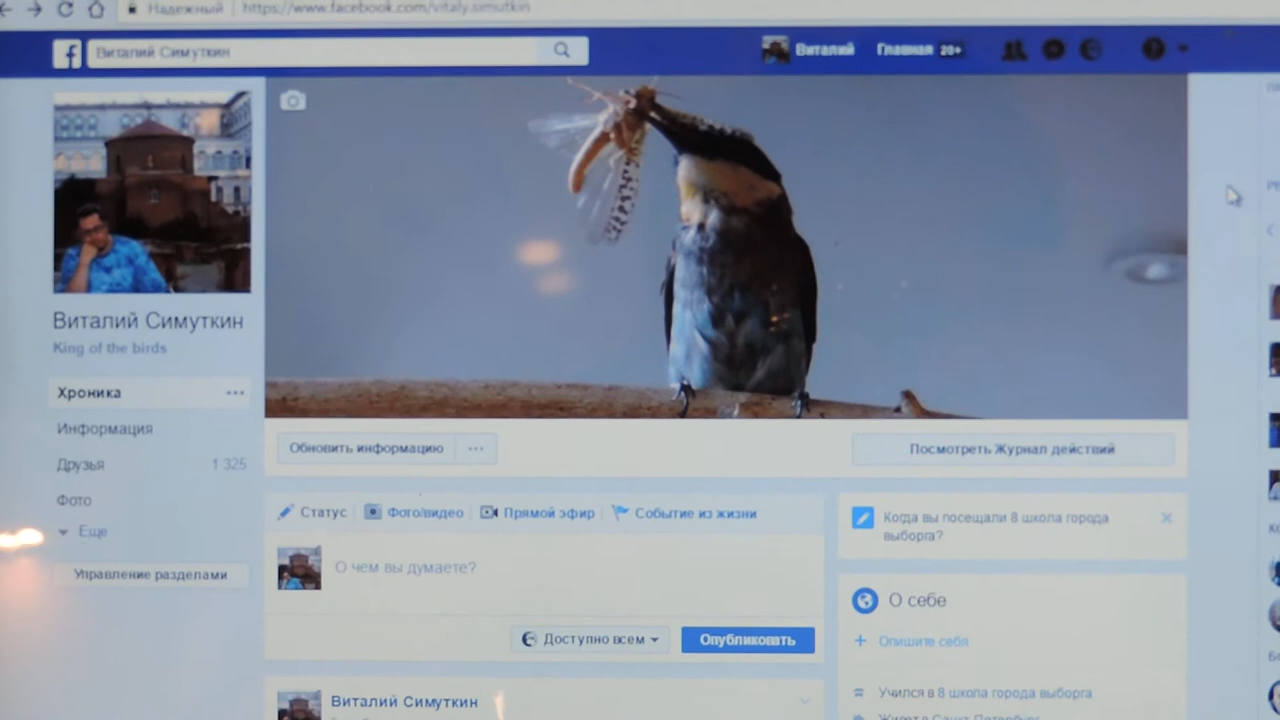 Надежный https://www.facebook.com/vitaly.simutkin
f Виталий Симуткин Виталий Главная 20+ ?
Виталий Симуткин
King of the birds
Хроника
Информация
Друзья 1 325
Фото
Еще
Управление разделами
Обновить информацию
Посмотреть Журнал действий
Статус Фото/видео Прямой эфир Событие из жизни
О чем вы думаете?
Доступно всем Опубликовать
Виталий Симуткин
Когда вы посещали 8 школа города
выборга?
О себе
Опишите себя
Учился в 8 школа города выборга
Живет в Санкт-Петербург